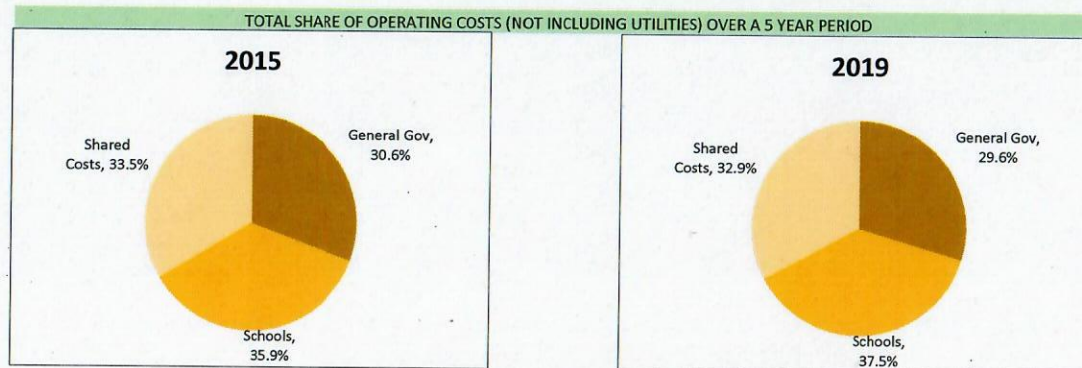 TOTAL SHARE OF OPERATING COSTS (NOT INCLUDING UTILITIES) OVER A 5 YEAR PERIOD
2015
Shared
Costs, 33.5%
General Gov,
30.6%
Schools,
35.9%
2019
Shared
Costs, 32.9%
General Gov,
29.6%
Schools,
37.5%